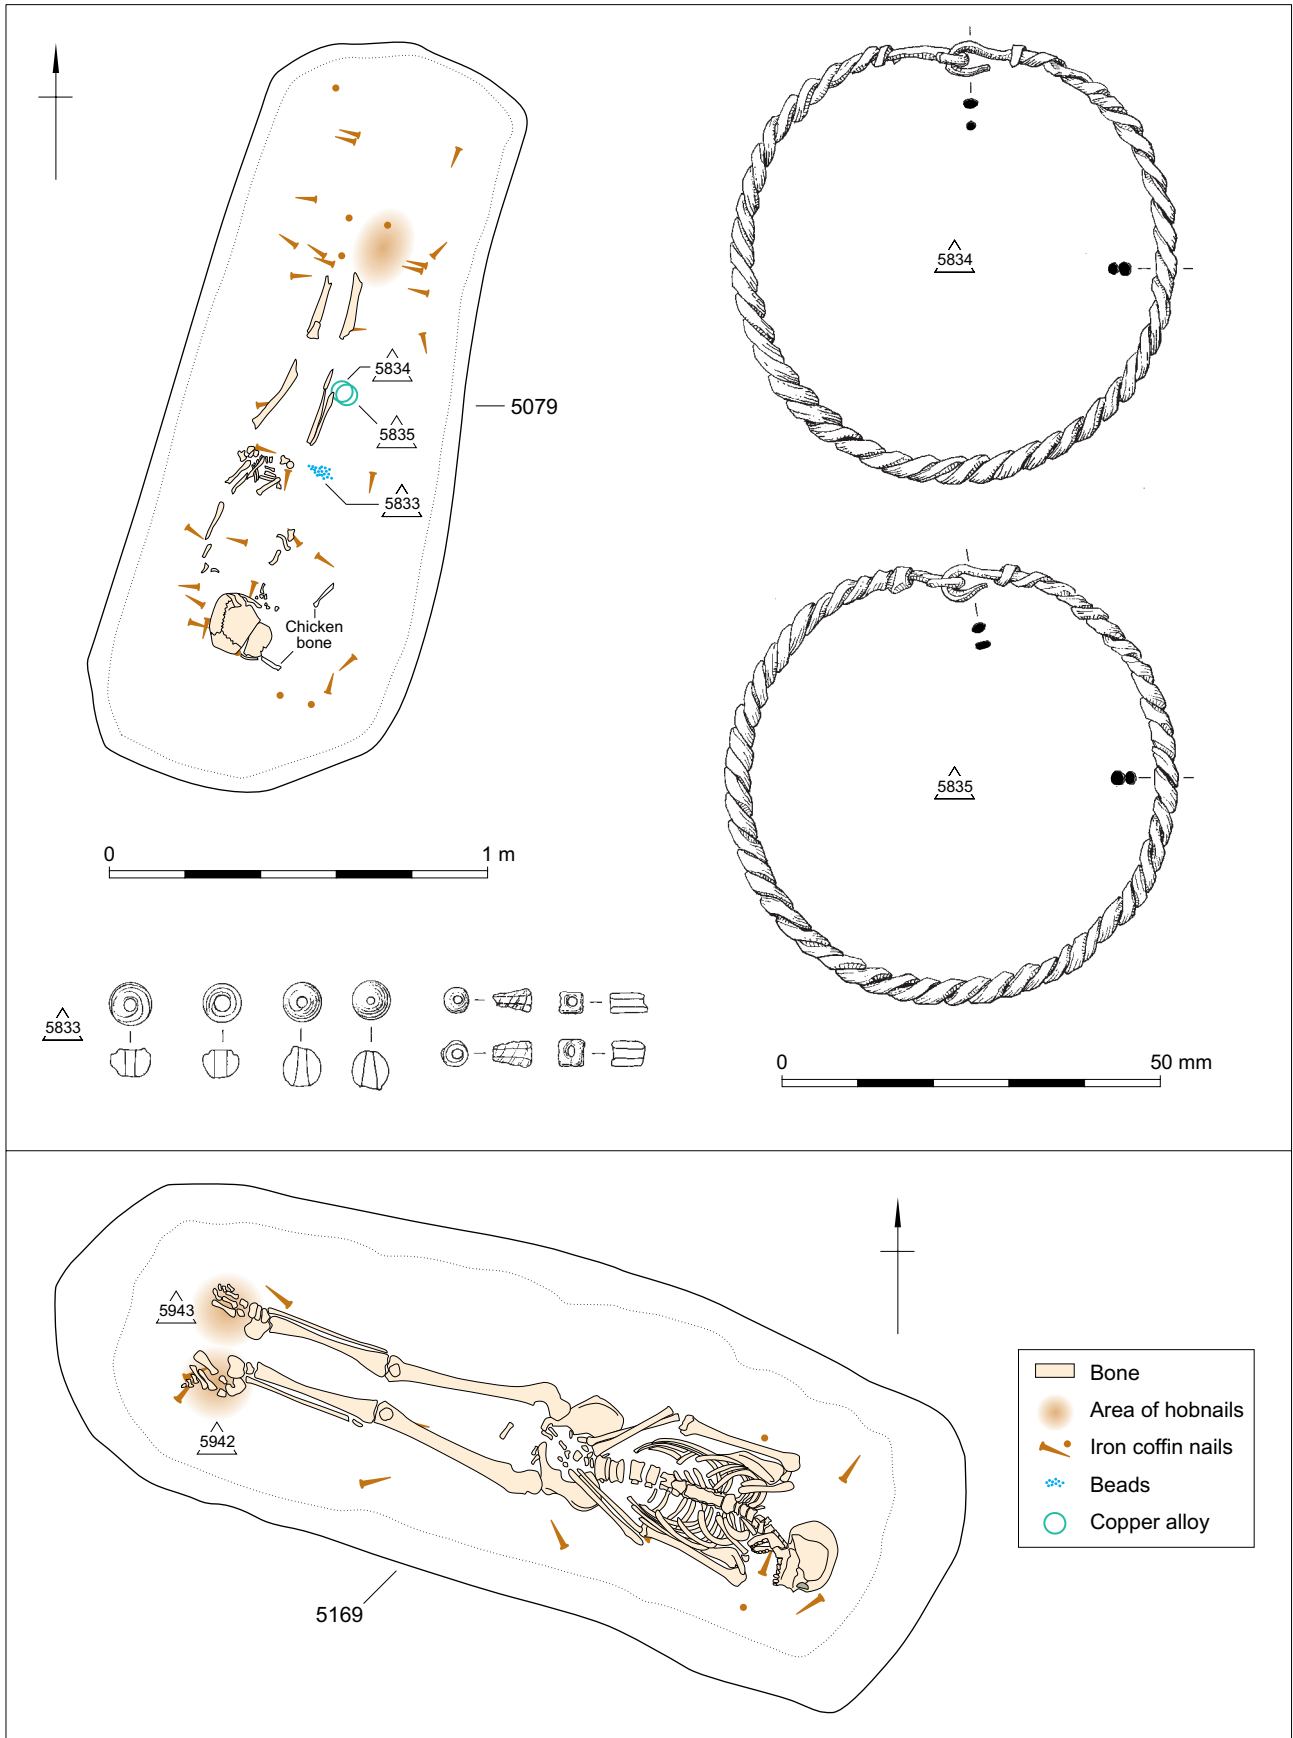 5834
5835
5079
5833
Chicken
bone
0 1 m
5834
5835
5833
0 50 mm
5943
5942
5169
Bone
Area of hobnails
Iron coffin nails
Beads
Copper alloy